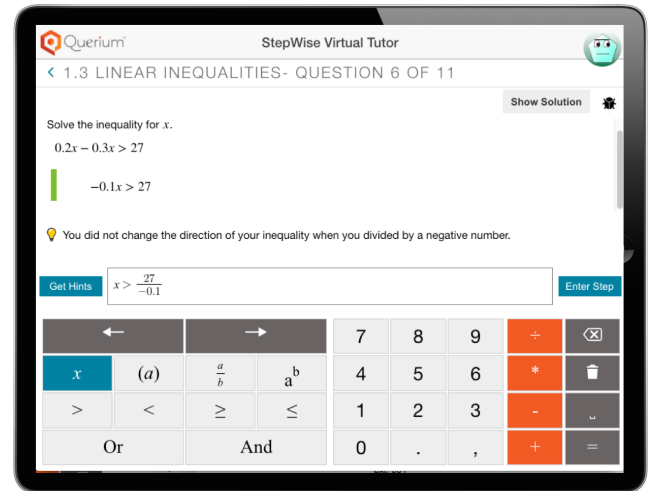 Querium
StepWise Virtual Tutor
< 1.3 LINEAR INEQUALITIES- QUESTION 6 OF 11
Show Solution
Solve the inequality for x.
0.2x – 0.3x > 27
−0.1x > 27
You did not change the direction of your inequality when you divided by a negative number.
Get Hints
x > 27/−0.1
Enter Step
← → 7 8 9 ÷
x (a) a/b a^b 4 5 6 *
> < ≥ ≤ 1 2 3 - ␣
Or And 0 . , + =